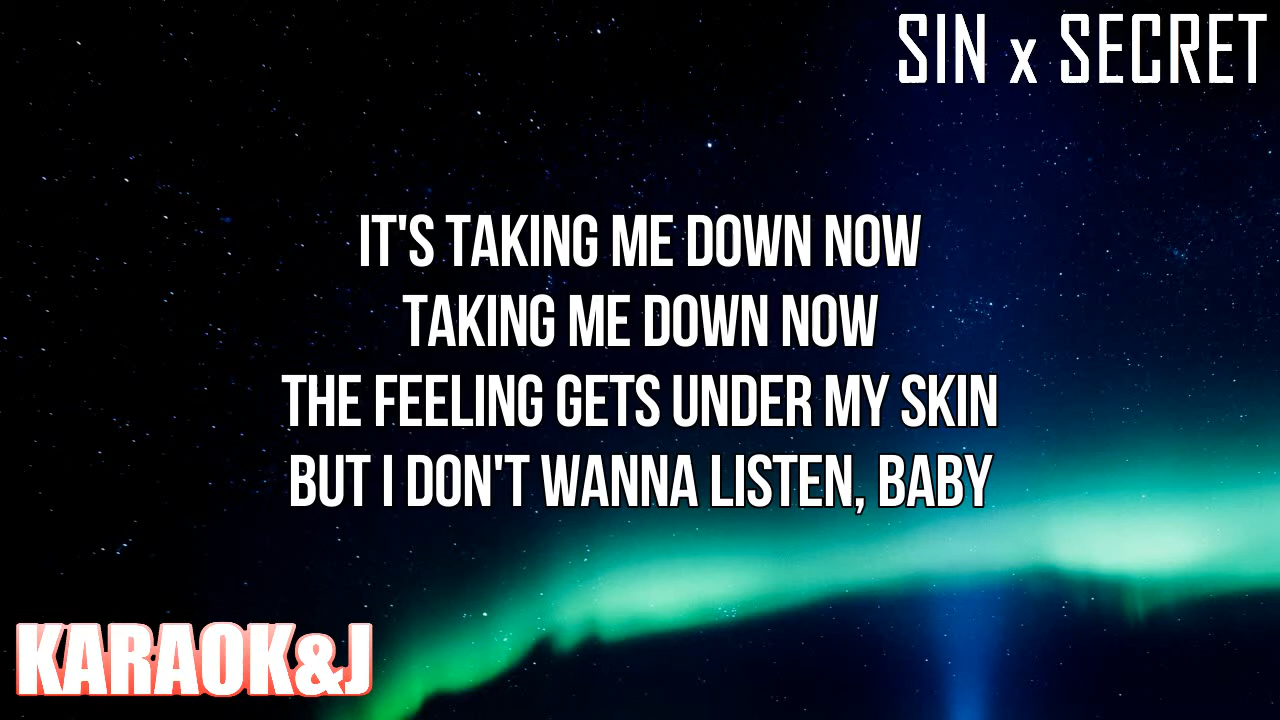 SIN x SECRET
IT'S TAKING ME DOWN NOW
TAKING ME DOWN NOW
THE FEELING GETS UNDER MY SKIN
BUT I DON'T WANNA LISTEN, BABY
KARAOK&J